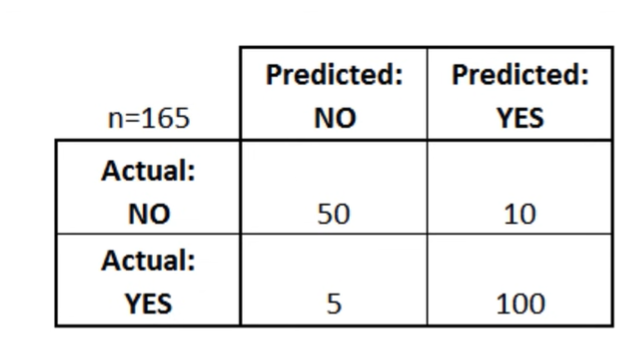 Predicted: Predicted:
n=165 NO YES
Actual:
NO 50 10
Actual:
YES 5 100